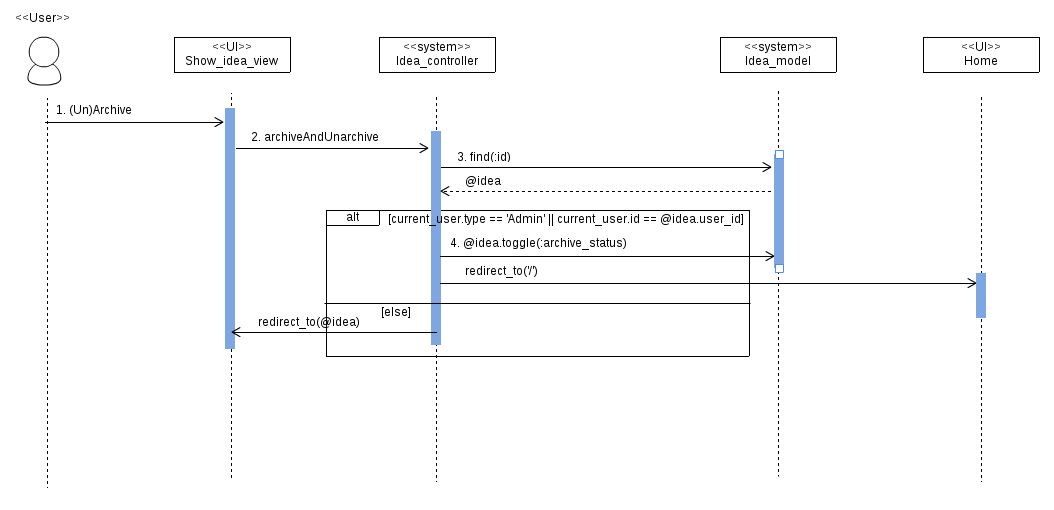 <<User>>
<<UI>>
Show_idea_view
<<system>>
Idea_controller
<<system>>
Idea_model
<<UI>>
Home
1. (Un)Archive
2. archiveAndUnarchive
3. find(:id)
@idea
alt
[current_user.type == 'Admin' || current_user.id == @idea.user_id]
4. @idea.toggle(:archive_status)
redirect_to('/')
[else]
redirect_to(@idea)